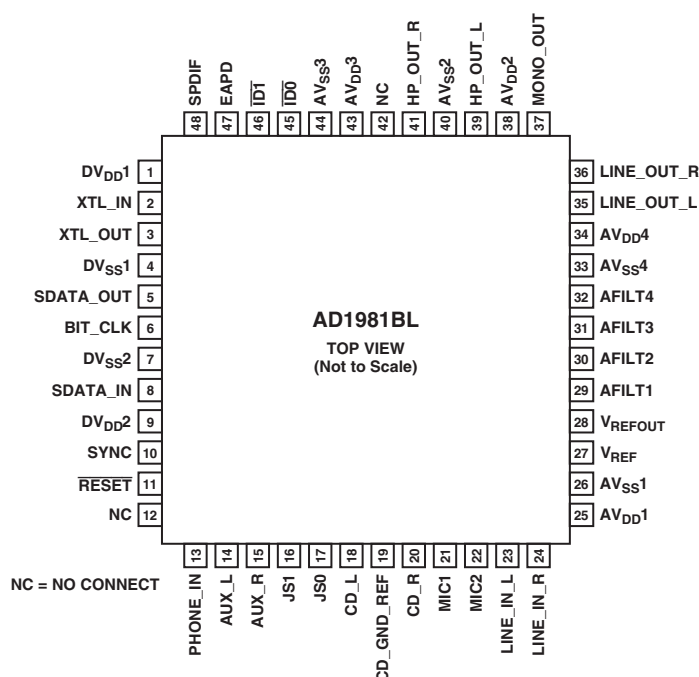 SPDIF
EAPD
ID1
ID0
AVSS3
AVDD3
NC
HP_OUT_R
AVSS2
HP_OUT_L
AVDD2
MONO_OUT
48 47 46 45 44 43 42 41 40 39 38 37
DVDD1 1
XTL_IN 2
XTL_OUT 3
DVSS1 4
SDATA_OUT 5
BIT_CLK 6
DVSS2 7
SDATA_IN 8
DVDD2 9
SYNC 10
RESET 11
NC 12
AD1981BL
TOP VIEW
(Not to Scale)
36 LINE_OUT_R
35 LINE_OUT_L
34 AVDD4
33 AVSS4
32 AFILT4
31 AFILT3
30 AFILT2
29 AFILT1
28 VREFOUT
27 VREF
26 AVSS1
25 AVDD1
13 14 15 16 17 18 19 20 21 22 23 24
PHONE_IN
AUX_L
AUX_R
JS1
JS0
CD_L
CD_GND_REF
CD_R
MIC1
MIC2
LINE_IN_L
LINE_IN_R
NC = NO CONNECT